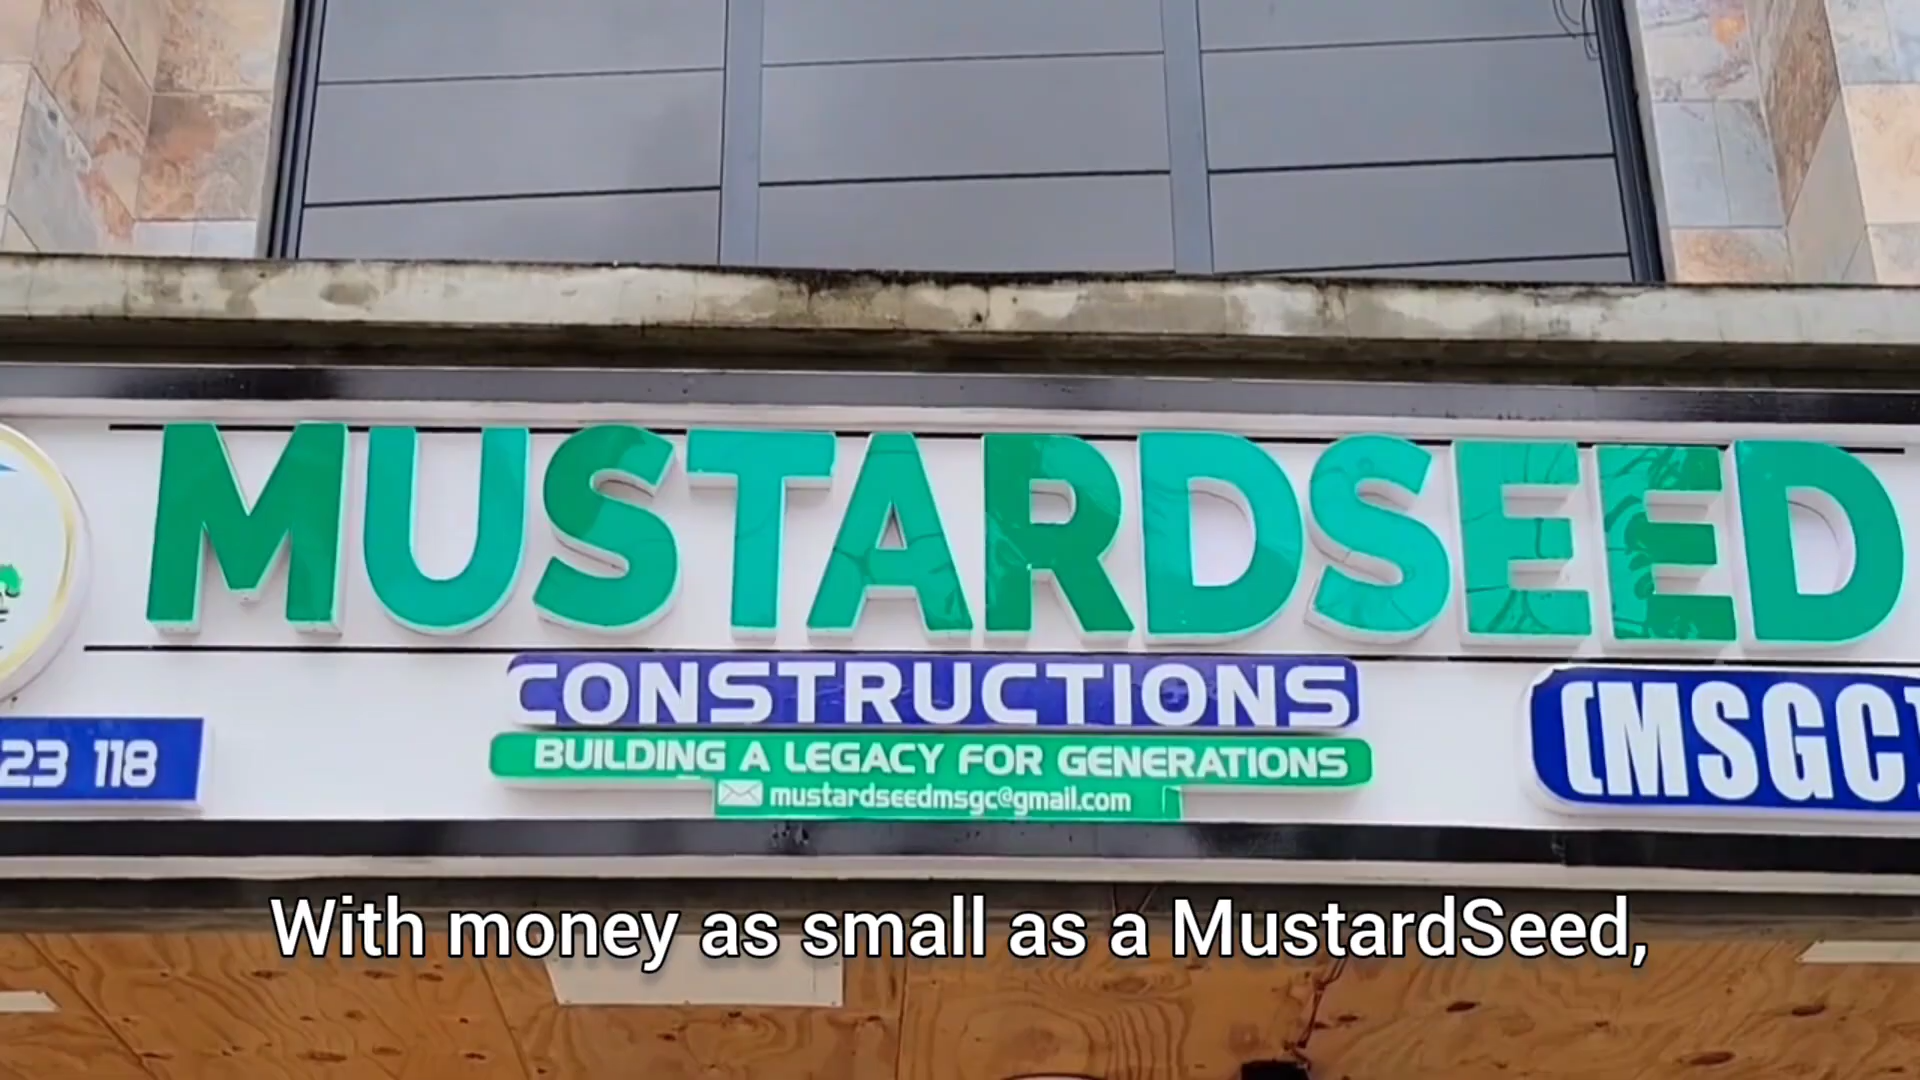 MUSTARDSEED
CONSTRUCTIONS
(MSGC)
23 118
BUILDING A LEGACY FOR GENERATIONS
mustardseedmsgc@gmail.com
With money as small as a MustardSeed,